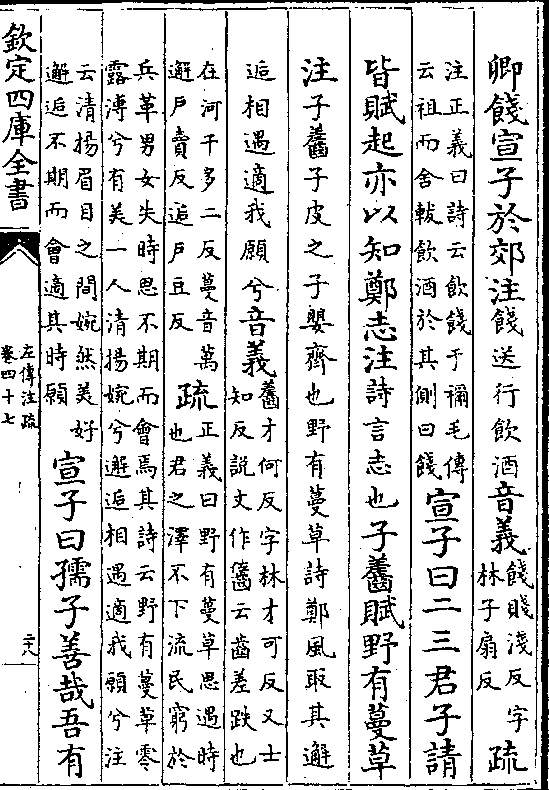 卿餞宣子於郊注餞送行飲酒音義
餞賤淺反字
林子扇反
疏
注正義曰詩云飲餞于禰毛傳
云祖而舍軷飲酒於其側曰餞
宣子曰二三君子請
皆賦起亦以知鄭志注詩言志也子齹賦野有蔓草
注子齹子皮之子嬰齊也野有蔓草詩鄭風取其邂
逅相遇適我願兮音義
齹才何反字林才可反又士
知反説文作𪙉云齒差跌也
在河干多二反蔓音萬
邂戶賣反逅戶豆反
疏
正義曰野有蔓草思遇時
也君之澤不下流民窮於
兵革男女失時思不期而會焉其詩云野有蔓草零
露漙兮有美一人清揚婉兮邂逅相遇適我願兮注
云清揚眉目之間婉然美好
邂逅不期而會適其時願
宣子曰孺子善哉吾有
欽定四庫全書
左傳注疏
卷四十七
二十八